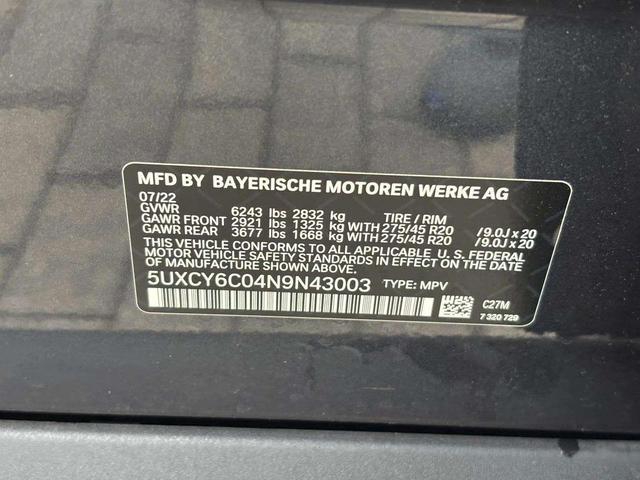 MFD BY BAYERISCHE MOTOREN WERKE AG
07/22
GVWR 6243 lbs 2832 kg TIRE / RIM
GAWR FRONT 2921 lbs 1325 kg WITH 275/45 R20 /9.0J x 20
GAWR REAR 3677 lbs 1668 kg WITH 275/45 R20 /9.0J x 20
THIS VEHICLE CONFORMS TO ALL APPLICABLE U.S. FEDERAL
MOTOR VEHICLE SAFETY STANDARDS IN EFFECT ON THE
DATE OF MANUFACTURE SHOWN ABOVE.
5UXCY6C04N9N43003 TYPE: MPV
C27M
7 320 729